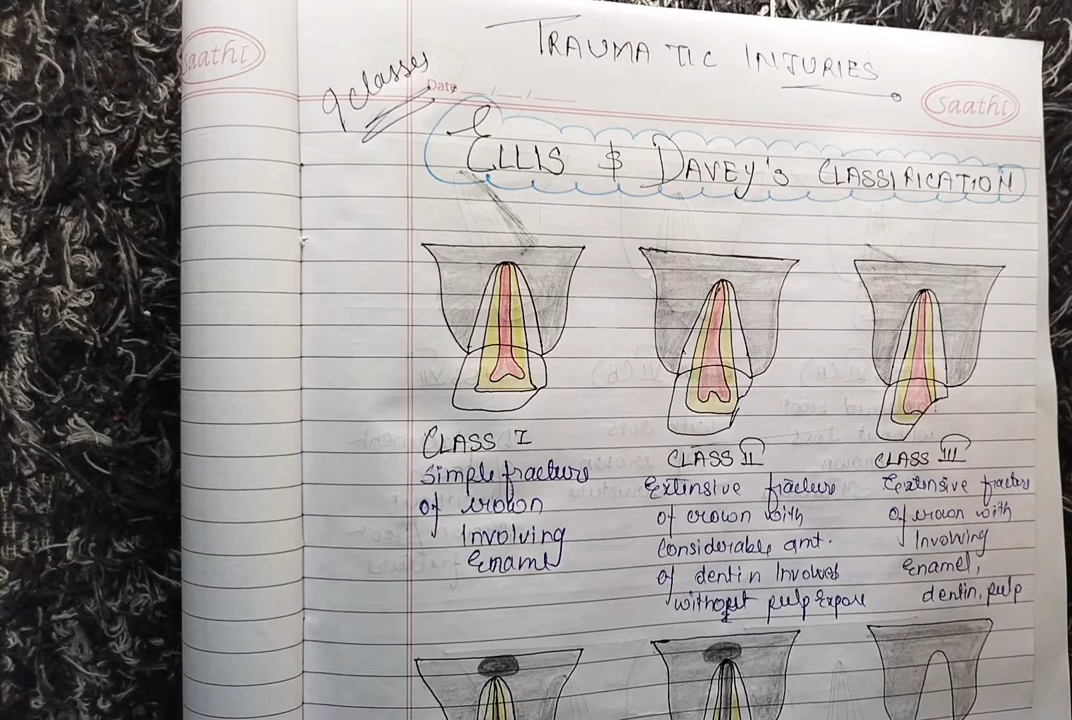 TRAUMATIC INJURIES
saathi
9 classes
Date
saathi
ELLIS & DAVEY'S CLASSIFICATION
CLASS I
Simple fracture
of crown
Involving
Enamel
CLASS II
Extinsive fracture
of crown with
Considerable amt.
of dentin Involved
without pulp Expose
CLASS III
Extensive fracture
of crown with
Involving
Enamel,
dentin, pulp